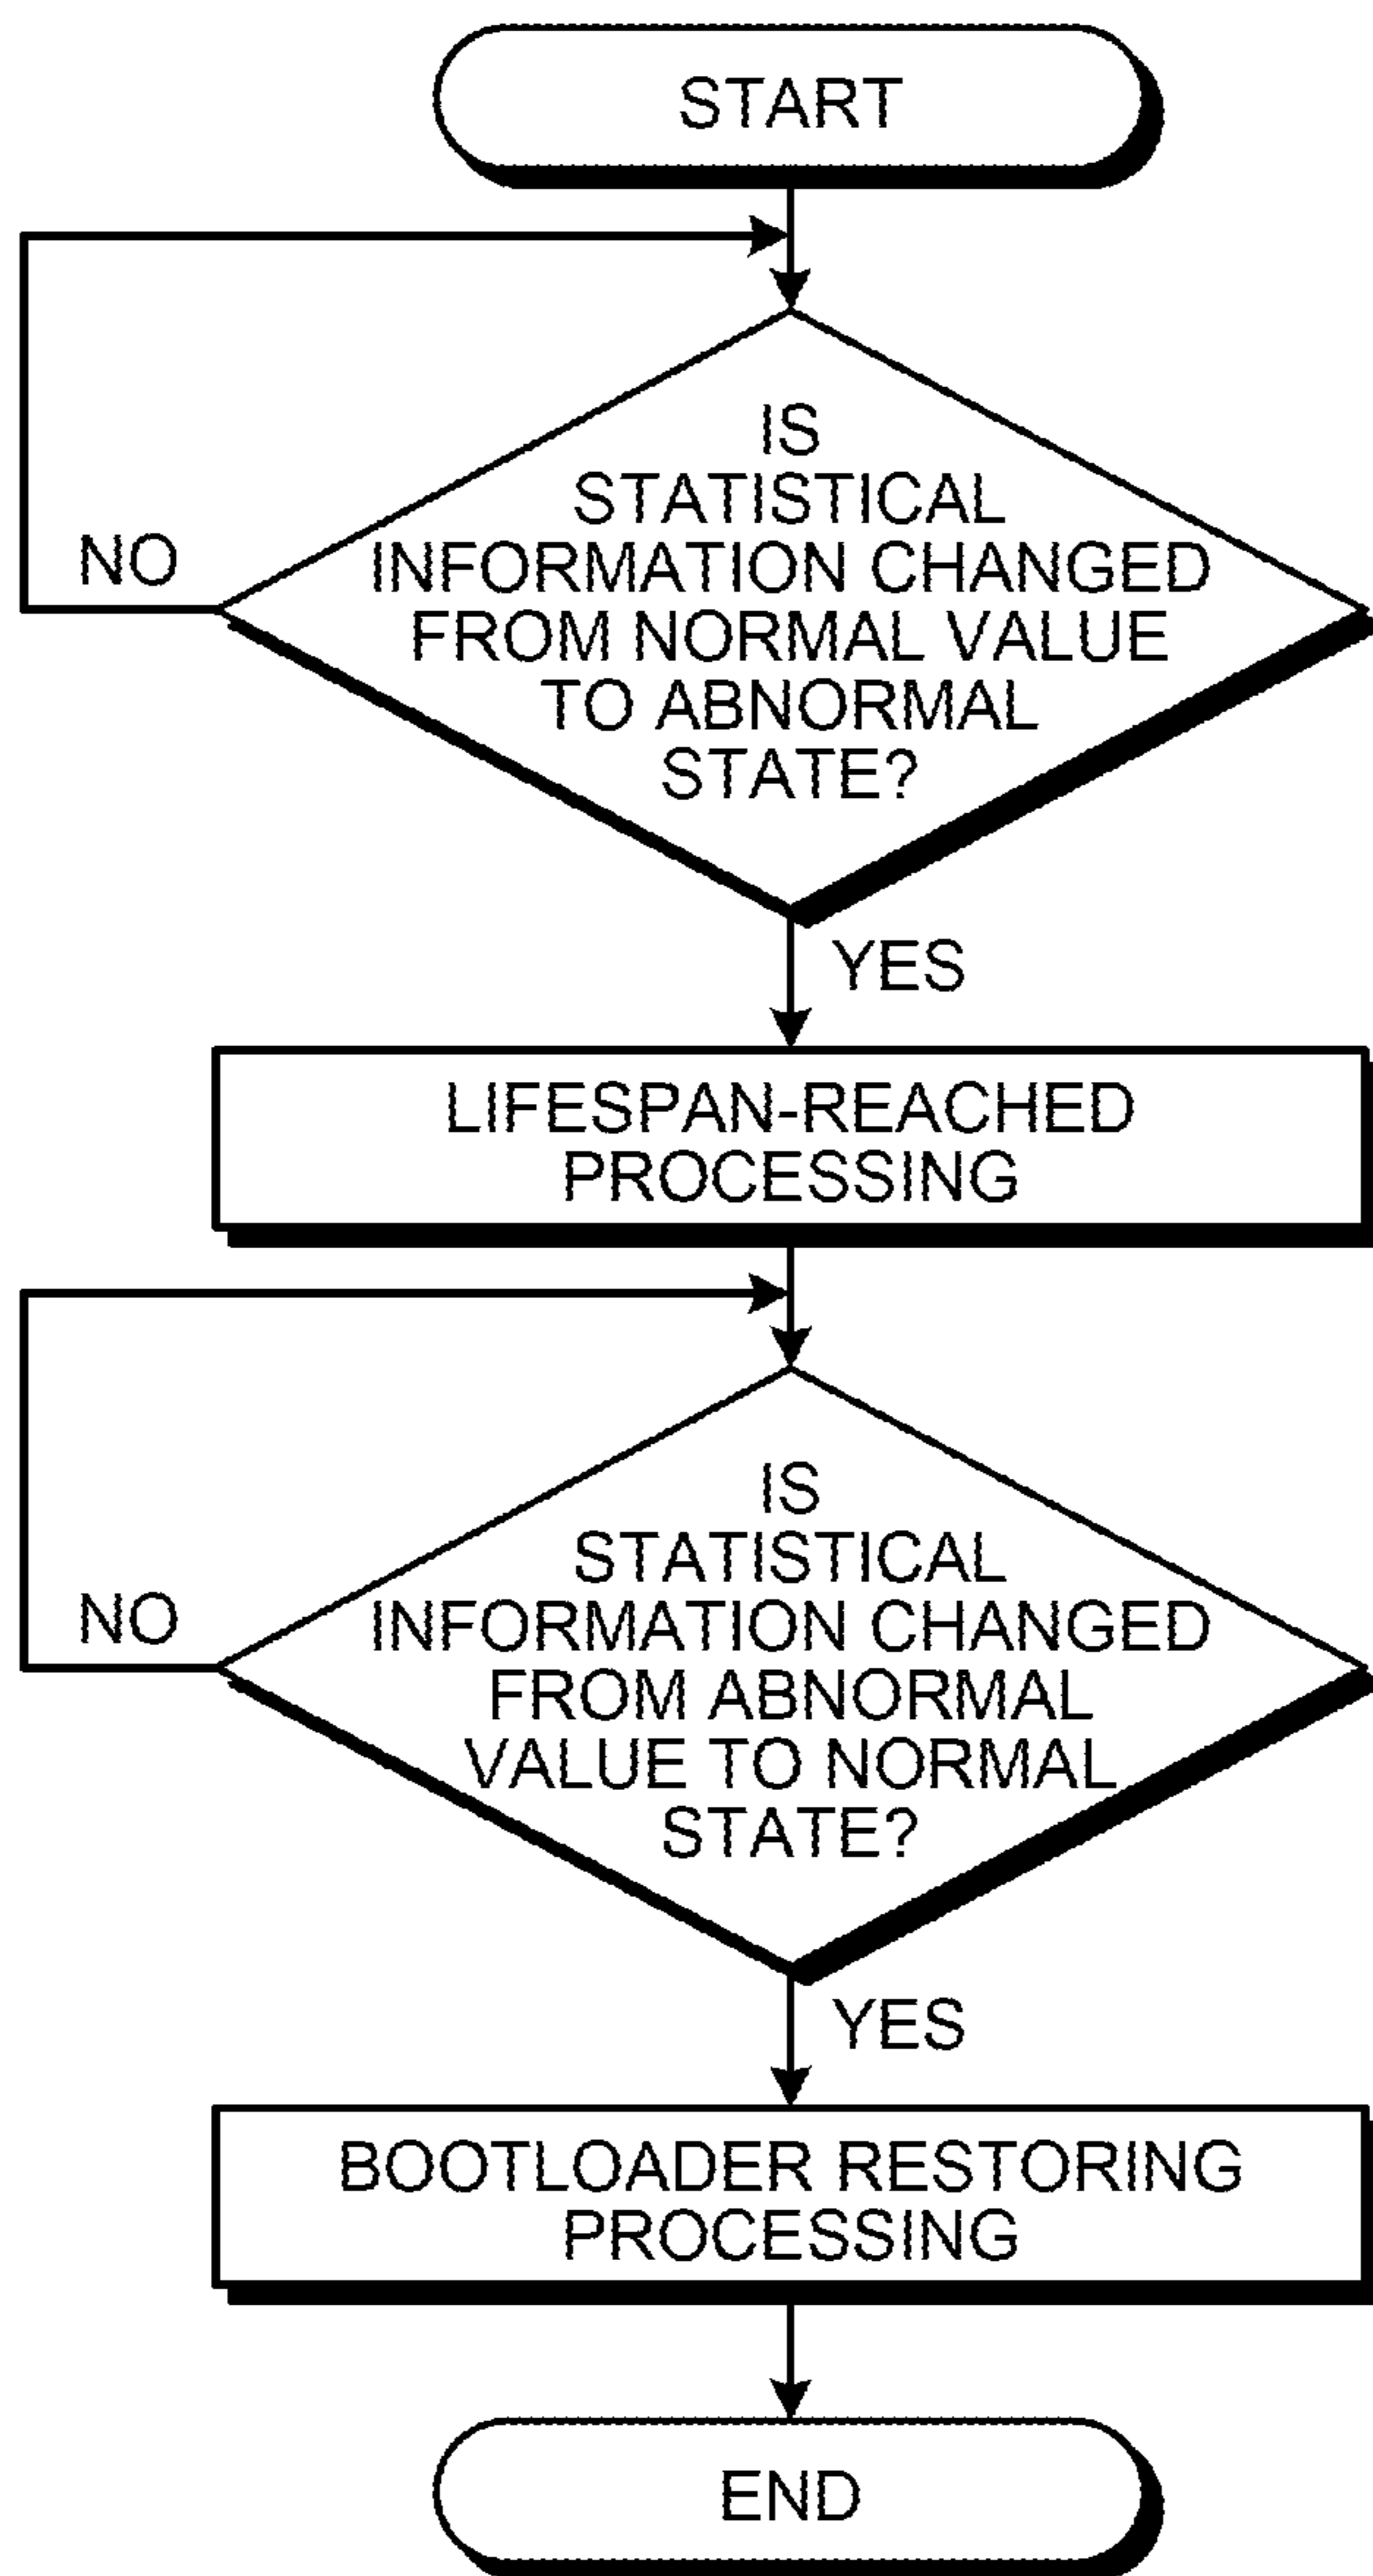 START
IS
STATISTICAL
INFORMATION CHANGED
FROM NORMAL VALUE
TO ABNORMAL
STATE?
NO
YES
LIFESPAN-REACHED
PROCESSING
IS
STATISTICAL
INFORMATION CHANGED
FROM ABNORMAL
VALUE TO NORMAL
STATE?
NO
YES
BOOTLOADER RESTORING
PROCESSING
END